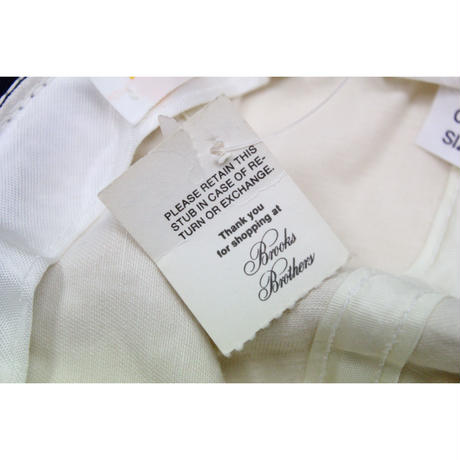 PLEASE RETAIN THIS
STUB IN CASE OF RE-
TURN OR EXCHANGE.
Thank you
for shopping at
Brooks
Brothers